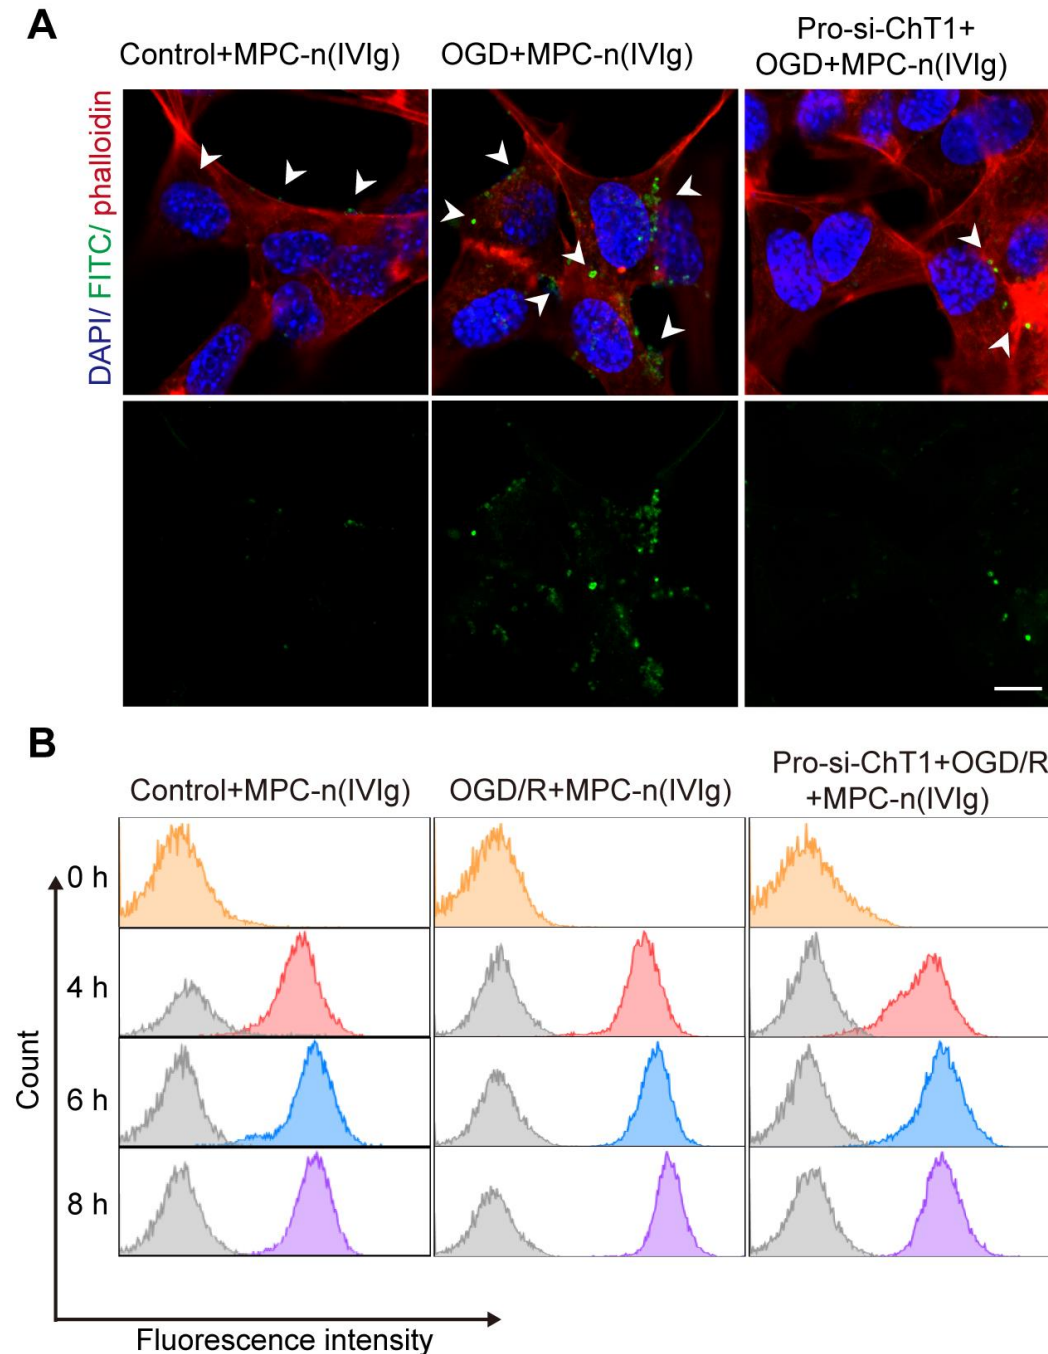 A
Control+MPC-n(IVIg)
OGD+MPC-n(IVIg)
Pro-si-ChT1+
OGD+MPC-n(IVIg)
DAPI/ FITC/ phalloidin
B
Control+MPC-n(IVIg)
OGD/R+MPC-n(IVIg)
Pro-si-ChT1+OGD/R
+MPC-n(IVIg)
0 h
4 h
6 h
8 h
Count
Fluorescence intensity